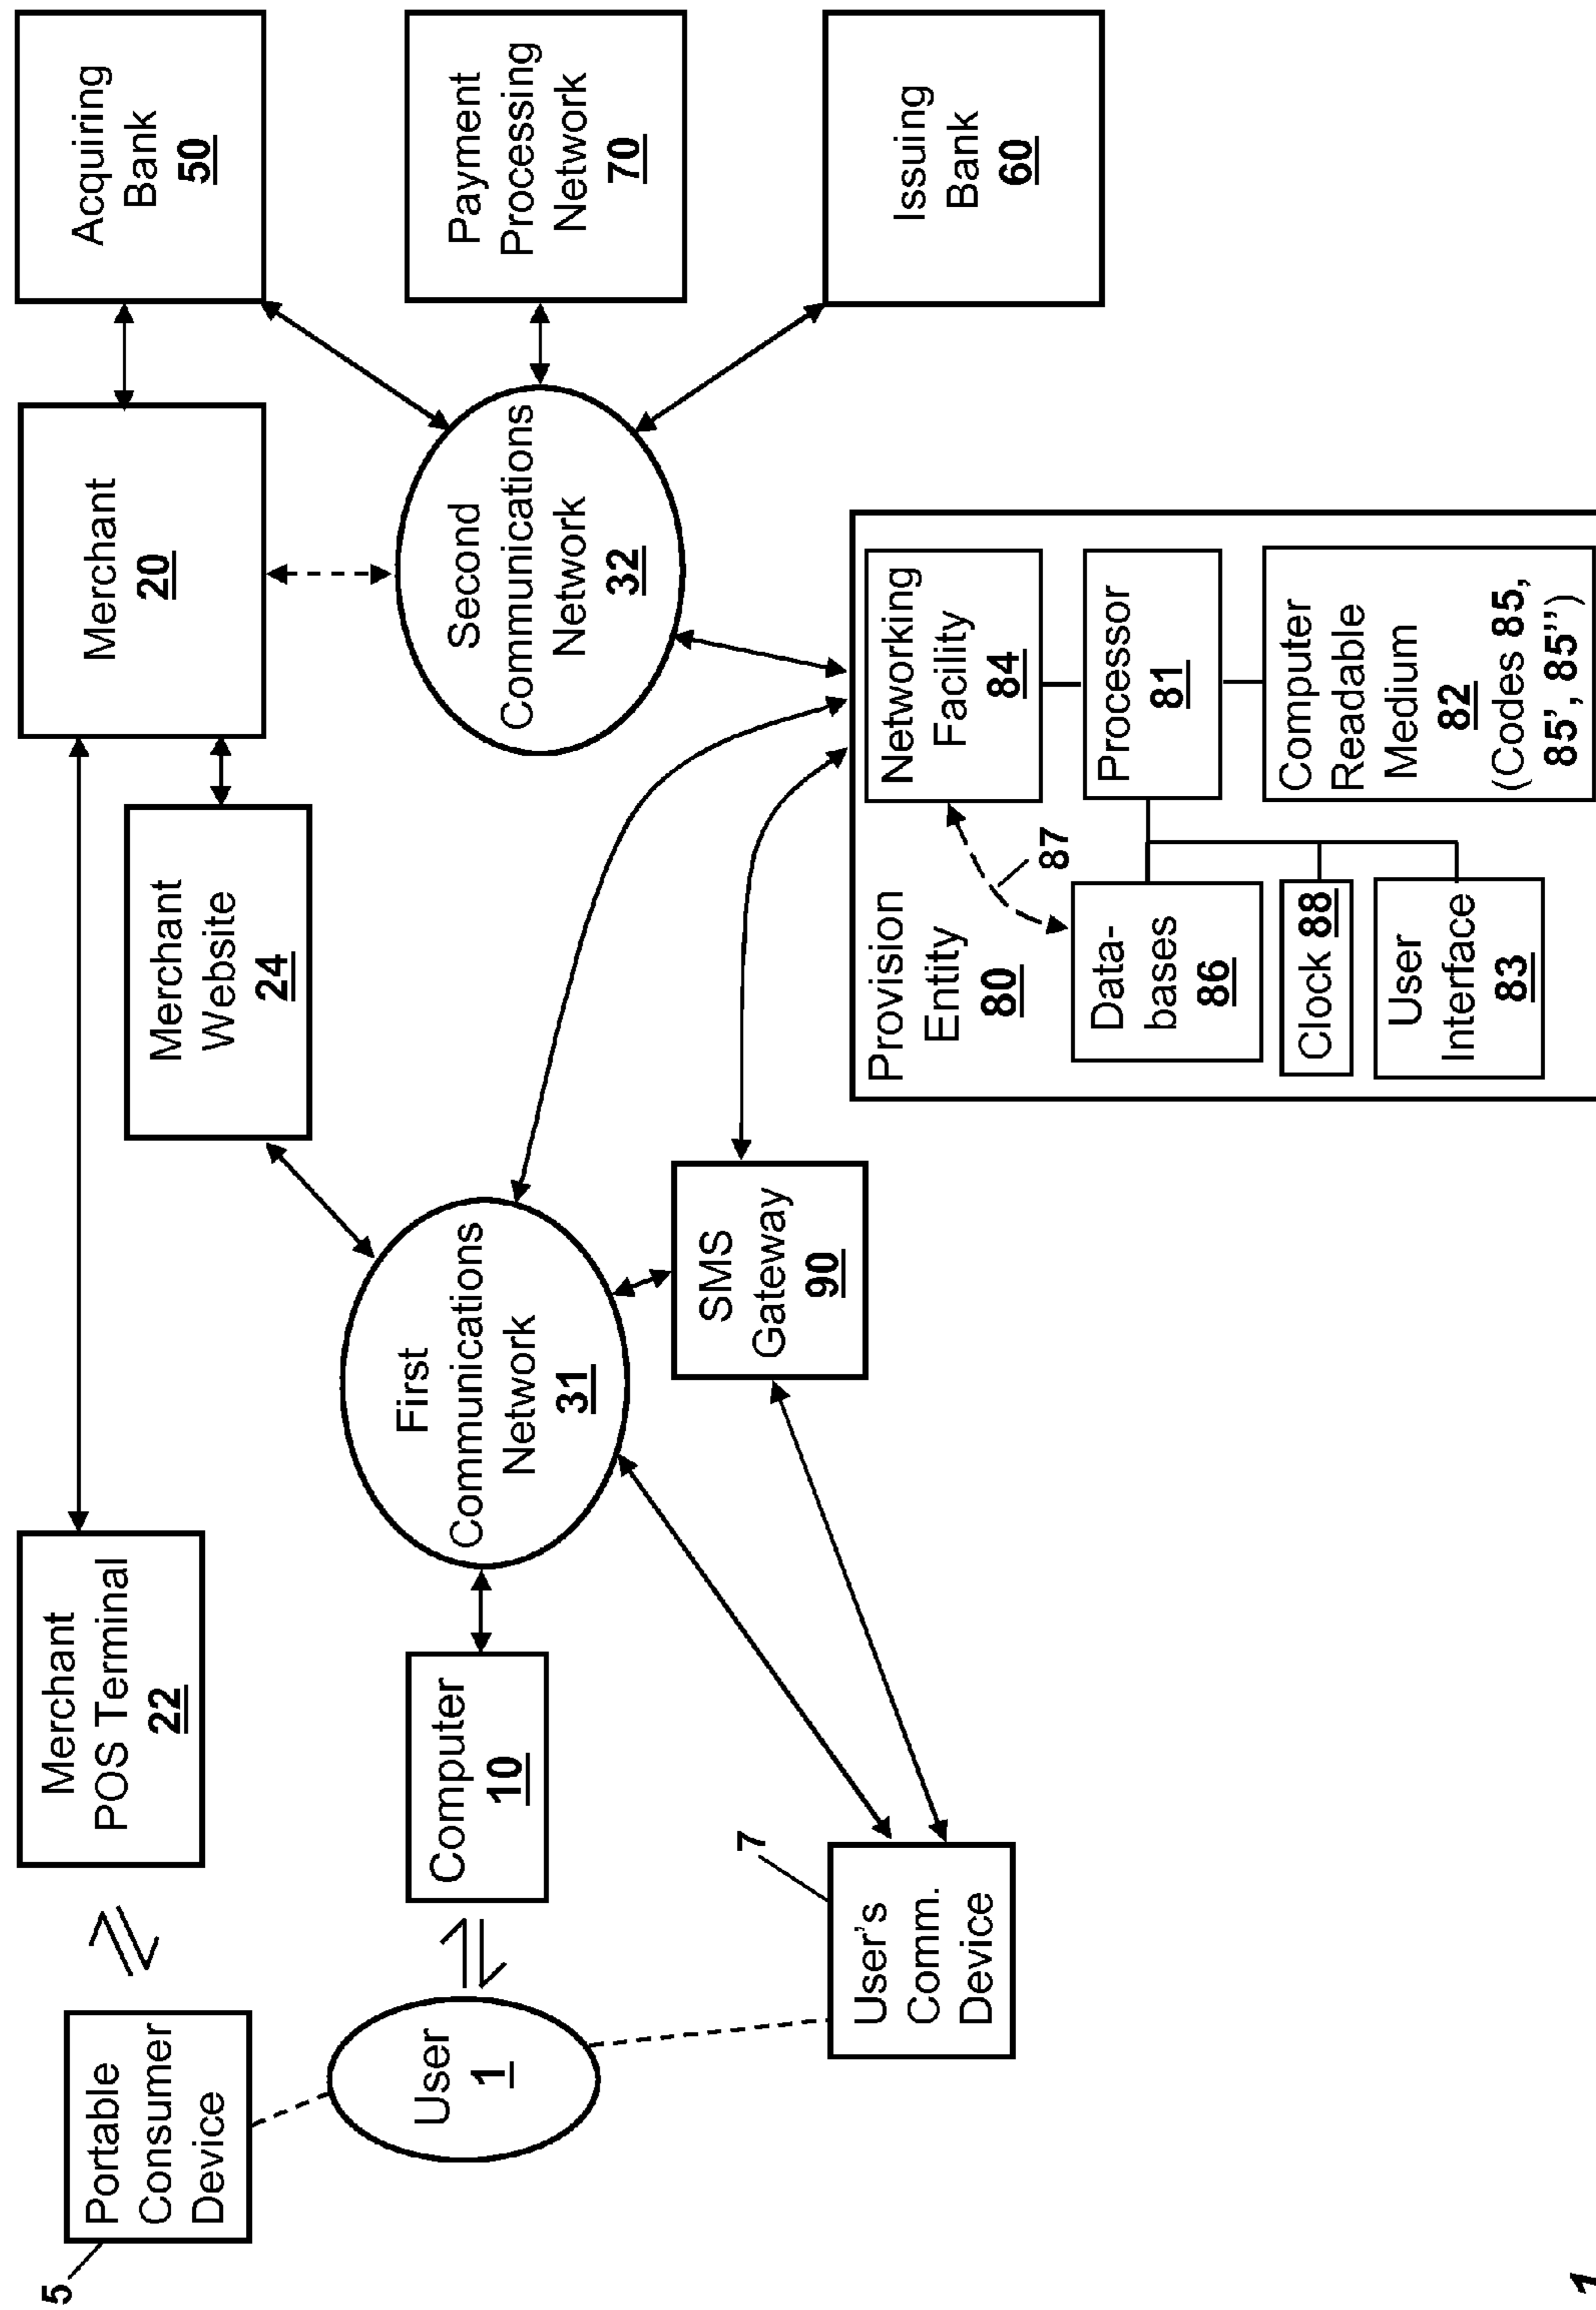 5
Portable
Consumer
Device
User
1
Merchant
POS Terminal
22
Computer
10
7
User's
Comm.
Device
First
Communications
Network
31
SMS
Gateway
90
Merchant
Website
24
Merchant
20
Second
Communications
Network
32
Acquiring
Bank
50
Payment
Processing
Network
70
Issuing
Bank
60
Provision
Entity
80
Networking
Facility
84
Processor
81
Computer
Readable
Medium
82
(Codes 85,
85', 85'')
87
Data-
bases
86
Clock 88
User
Interface
83
1